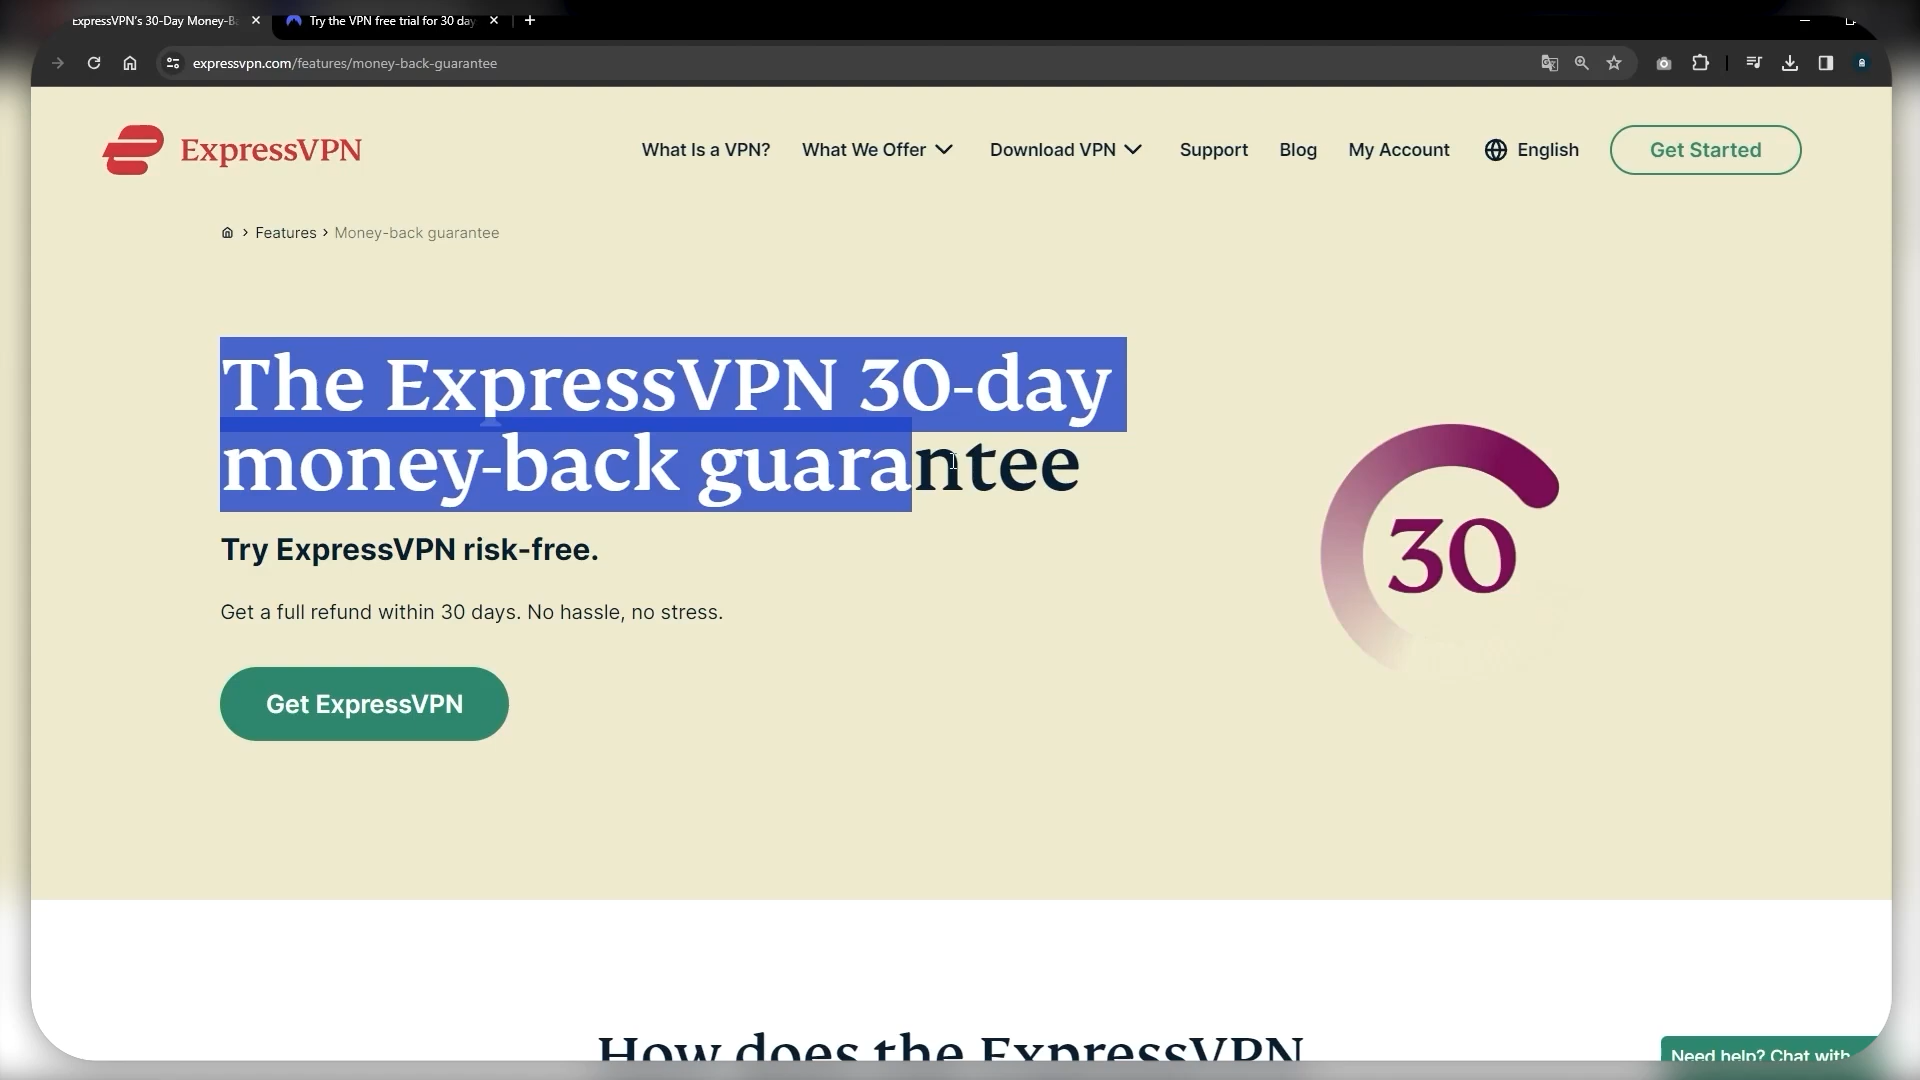 ExpressVPN's 30-Day Money-B
Try the VPN free trial for 30 day
expressvpn.com/features/money-back-guarantee
ExpressVPN
What Is a VPN?
What We Offer
Download VPN
Support
Blog
My Account
English
Get Started
Features > Money-back guarantee
The ExpressVPN 30-day
money-back guarantee
Try ExpressVPN risk-free.
Get a full refund within 30 days. No hassle, no stress.
Get ExpressVPN
30
How does the ExpressVPN
Need help? Chat with